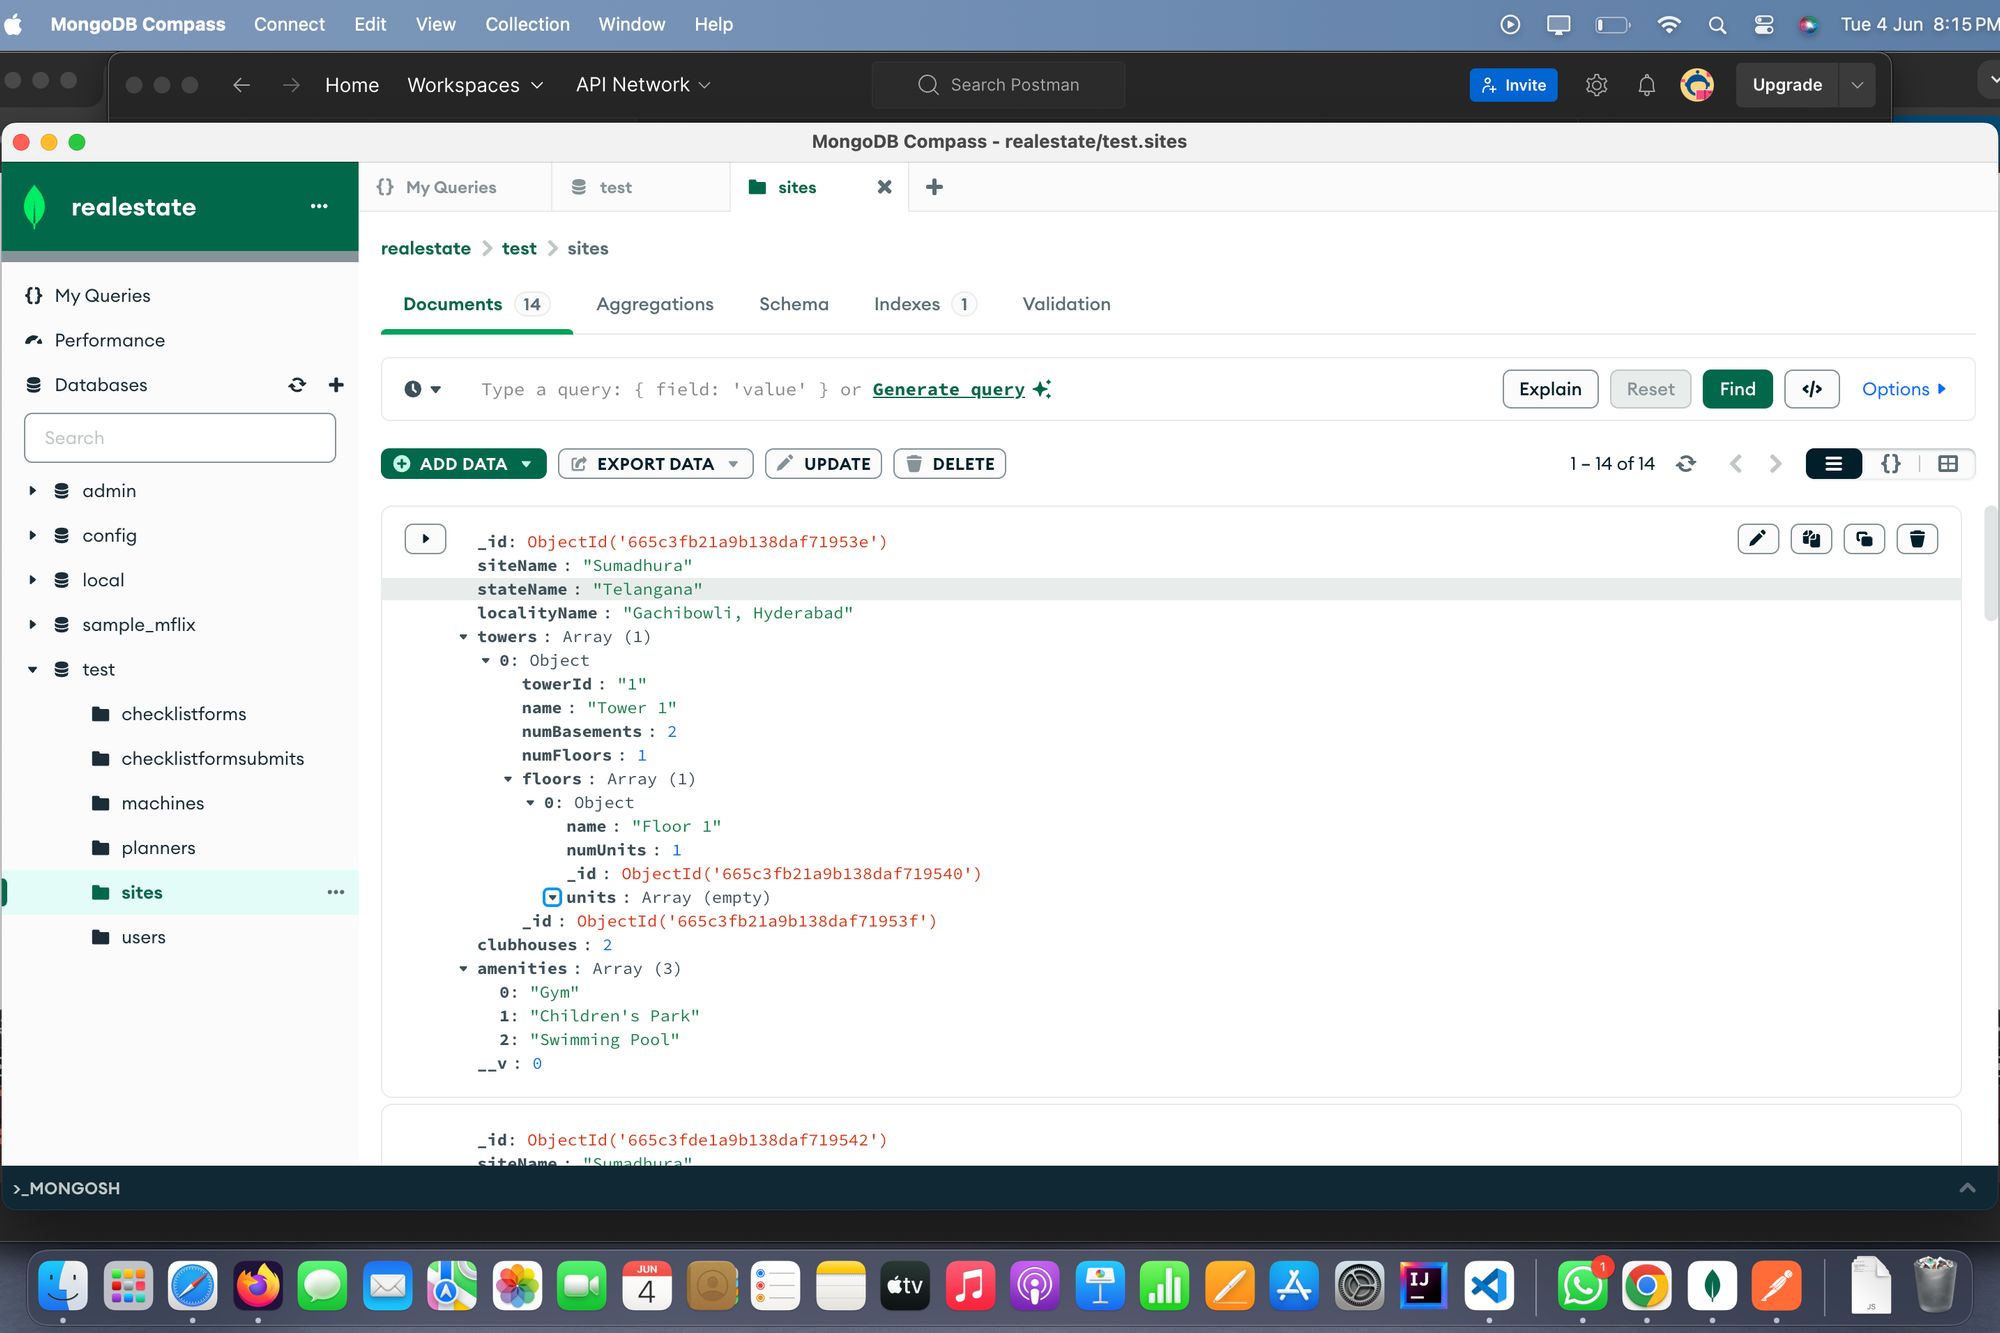 MongoDB Compass Connect Edit View Collection Window Help Tue 4 Jun 8:15 PM
Home Workspaces API Network Search Postman Invite Upgrade
MongoDB Compass - realestate/test.sites
realestate
{} My Queries
test
sites
realestate > test > sites
My Queries
Performance
Databases
Search
admin
config
local
sample_mflix
test
checklistforms
checklistformsubmits
machines
planners
sites
users
Documents 14 Aggregations Schema Indexes 1 Validation
Type a query: { field: 'value' } or Generate query
Explain Reset Find </> Options
ADD DATA EXPORT DATA UPDATE DELETE
1 – 14 of 14 {}
_id: ObjectId('665c3fb21a9b138daf71953e')
siteName : "Sumadhura"
stateName : "Telangana"
localityName : "Gachibowli, Hyderabad"
towers : Array (1)
0: Object
towerId : "1"
name : "Tower 1"
numBasements : 2
numFloors : 1
floors : Array (1)
0: Object
name : "Floor 1"
numUnits : 1
_id : ObjectId('665c3fb21a9b138daf719540')
units : Array (empty)
_id : ObjectId('665c3fb21a9b138daf71953f')
clubhouses : 2
amenities : Array (3)
0: "Gym"
1: "Children's Park"
2: "Swimming Pool"
__v : 0
_id: ObjectId('665c3fde1a9b138daf719542')
siteName : "Sumadhura"
>_MONGOSH
JUN
4
tv
IJ
1
JS